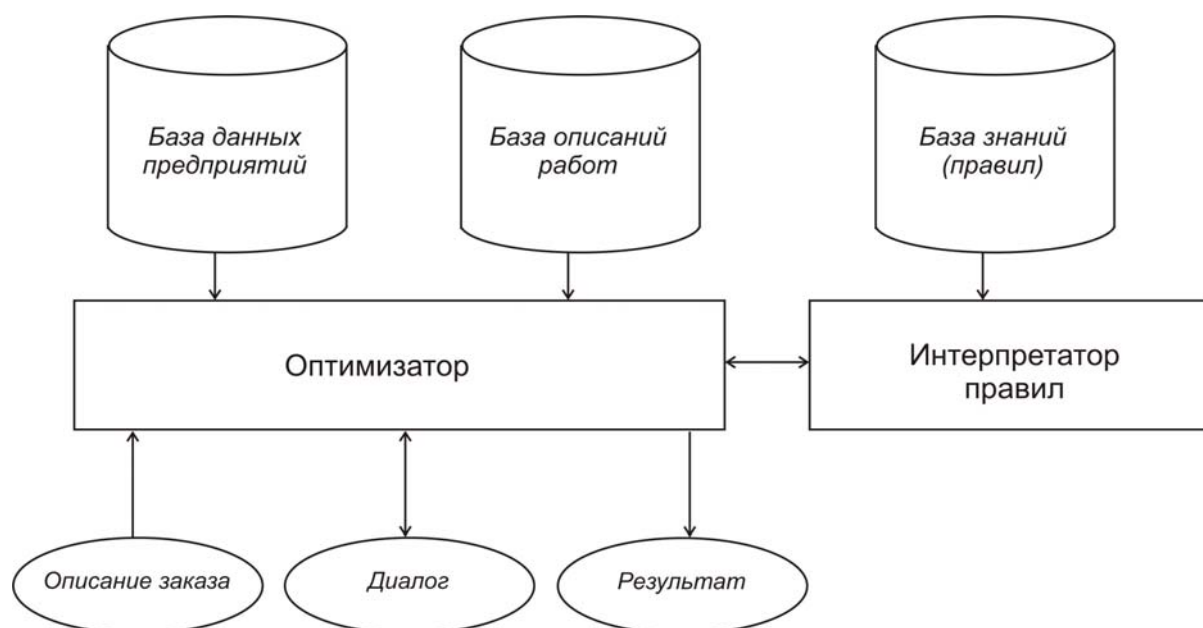 База данных
предприятий
База описаний
работ
База знаний
(правил)
Оптимизатор
Интерпретатор
правил
Описание заказа
Диалог
Результат